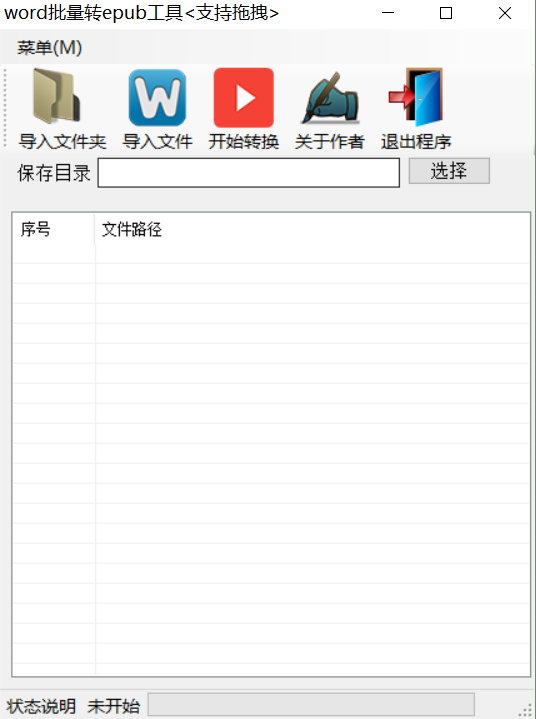 word批量转epub工具<支持拖拽>
菜单(M)
W
导入文件夹 导入文件 开始转换 关于作者 退出程序
保存目录 选择
序号 文件路径
状态说明 未开始